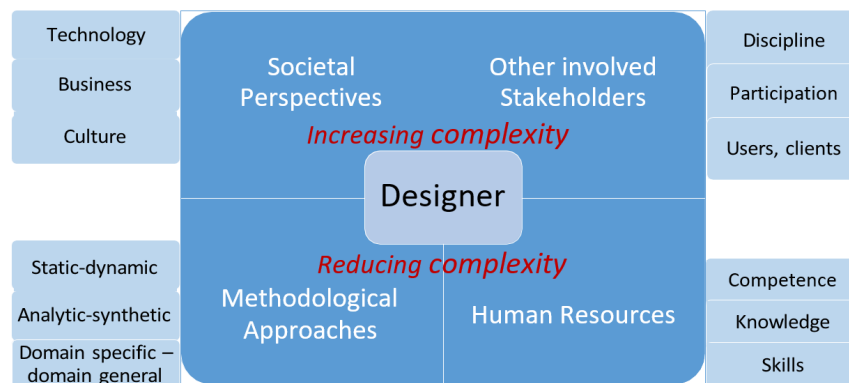 Technology
Business
Culture
Societal
Perspectives
Other involved
Stakeholders
Discipline
Participation
Users, clients
Increasing complexity
Designer
Reducing complexity
Static-dynamic
Analytic-synthetic
Domain specific –
domain general
Methodological
Approaches
Human Resources
Competence
Knowledge
Skills